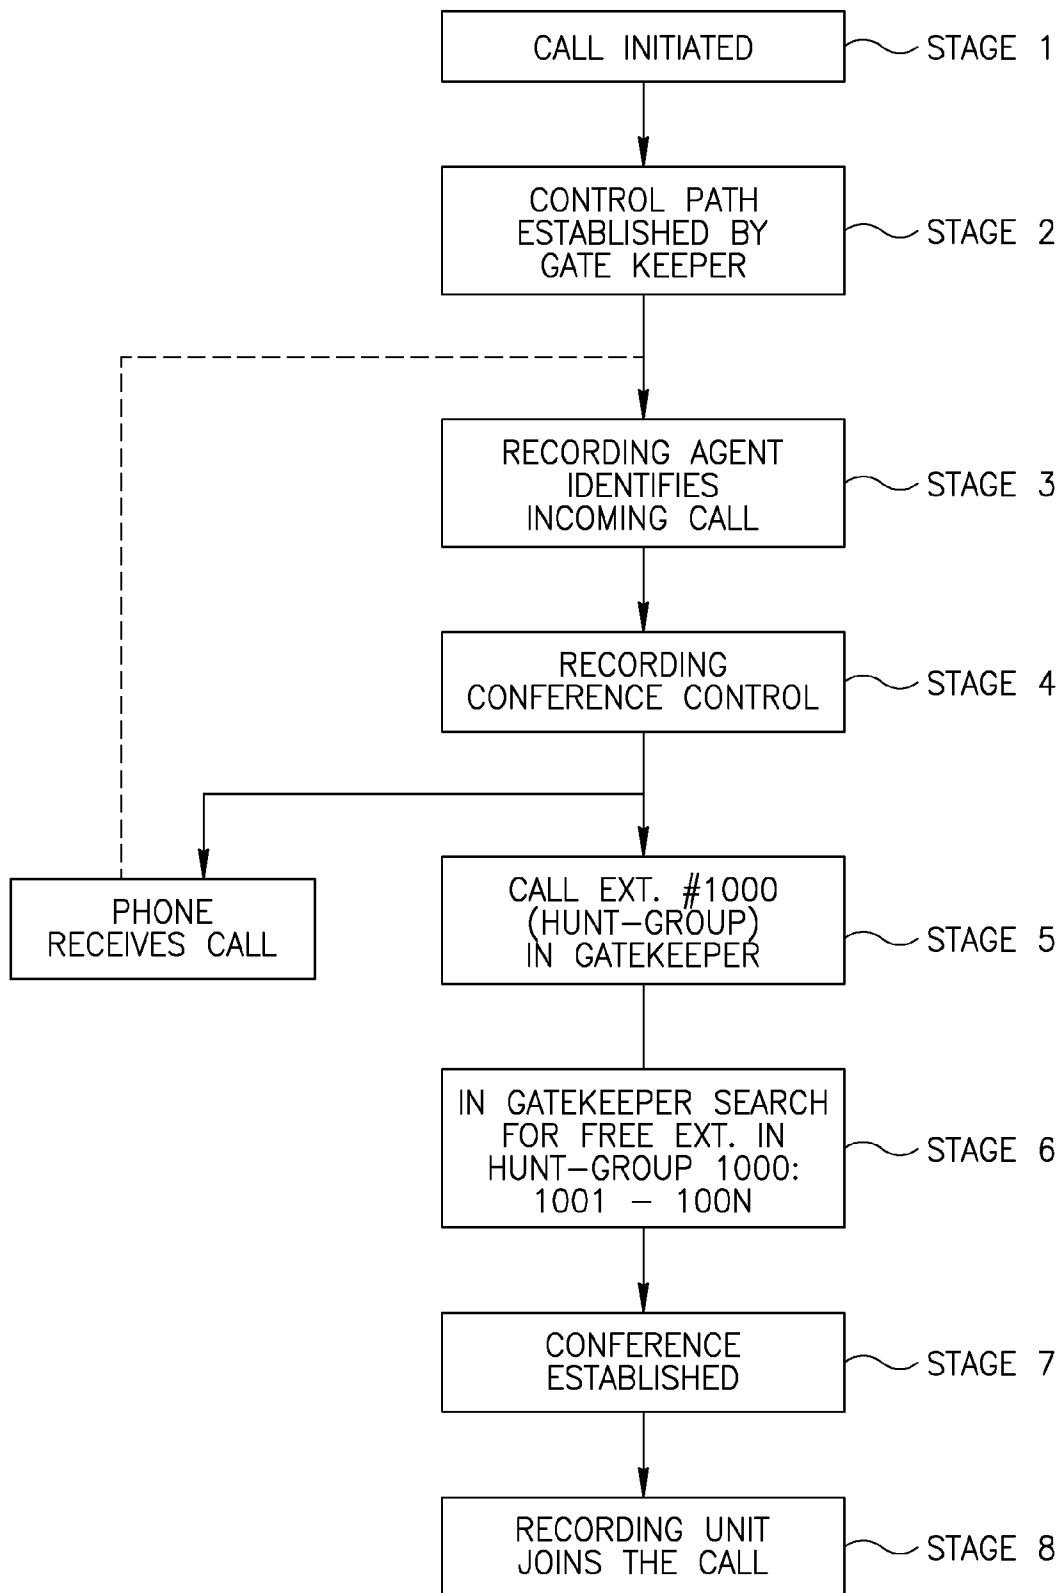 CALL INITIATED
STAGE 1
CONTROL PATH
ESTABLISHED BY
GATE KEEPER
STAGE 2
RECORDING AGENT
IDENTIFIES
INCOMING CALL
STAGE 3
RECORDING
CONFERENCE CONTROL
STAGE 4
PHONE
RECEIVES CALL
CALL EXT. #1000
(HUNT-GROUP)
IN GATEKEEPER
STAGE 5
IN GATEKEEPER SEARCH
FOR FREE EXT. IN
HUNT-GROUP 1000:
1001 - 100N
STAGE 6
CONFERENCE
ESTABLISHED
STAGE 7
RECORDING UNIT
JOINS THE CALL
STAGE 8